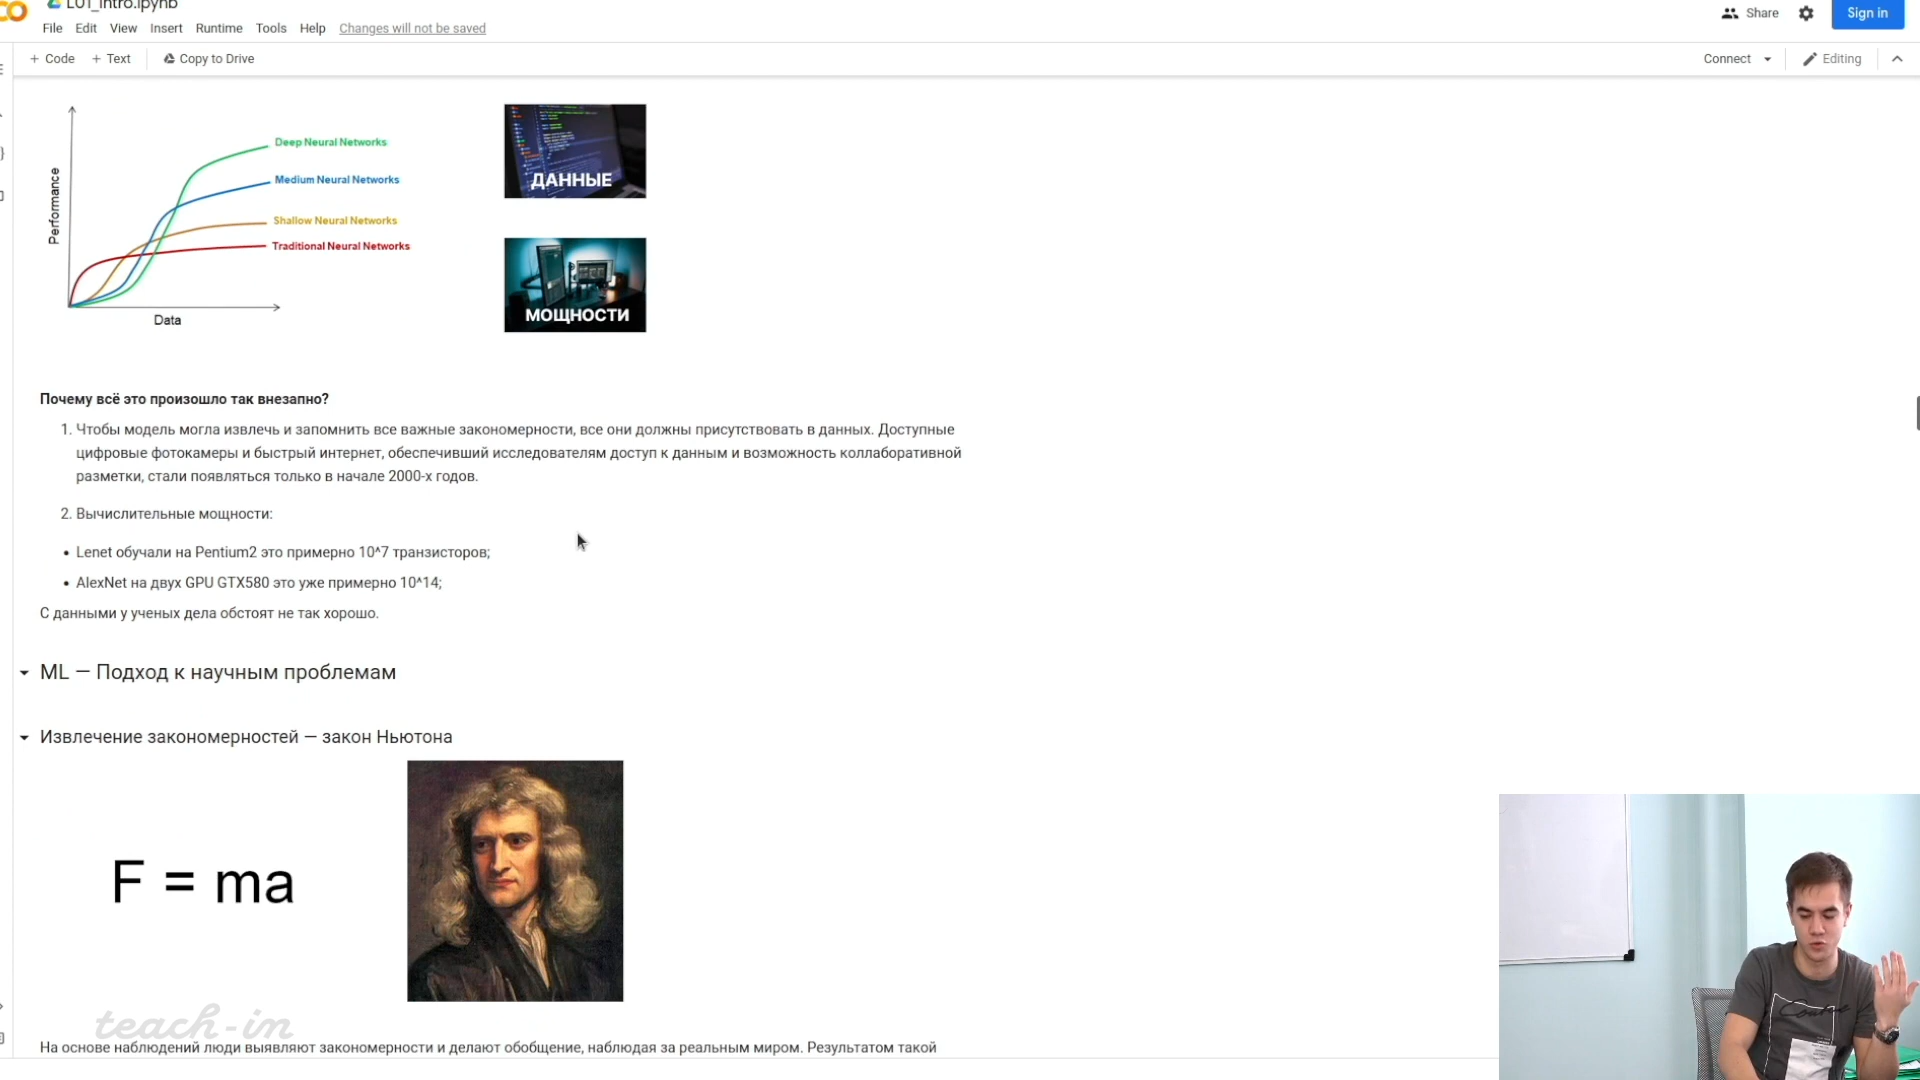 L01_Intro.ipynb
File Edit View Insert Runtime Tools Help Changes will not be saved
Share
Sign in
+ Code + Text Copy to Drive
Connect
Editing
Performance
Deep Neural Networks
Medium Neural Networks
Shallow Neural Networks
Traditional Neural Networks
Data
ДАННЫЕ
МОЩНОСТИ
Почему всё это произошло так внезапно?
1. Чтобы модель могла извлечь и запомнить все важные закономерности, все они должны присутствовать в данных. Доступные
цифровые фотокамеры и быстрый интернет, обеспечивший исследователям доступ к данным и возможность коллаборативной
разметки, стали появляться только в начале 2000-х годов.
2. Вычислительные мощности:
• Lenet обучали на Pentium2 это примерно 10^7 транзисторов;
• AlexNet на двух GPU GTX580 это уже примерно 10^14;
С данными у ученых дела обстоят не так хорошо.
ML — Подход к научным проблемам
Извлечение закономерностей — закон Ньютона
F = ma
teach-in
На основе наблюдений люди выявляют закономерности и делают обобщение, наблюдая за реальным миром. Результатом такой